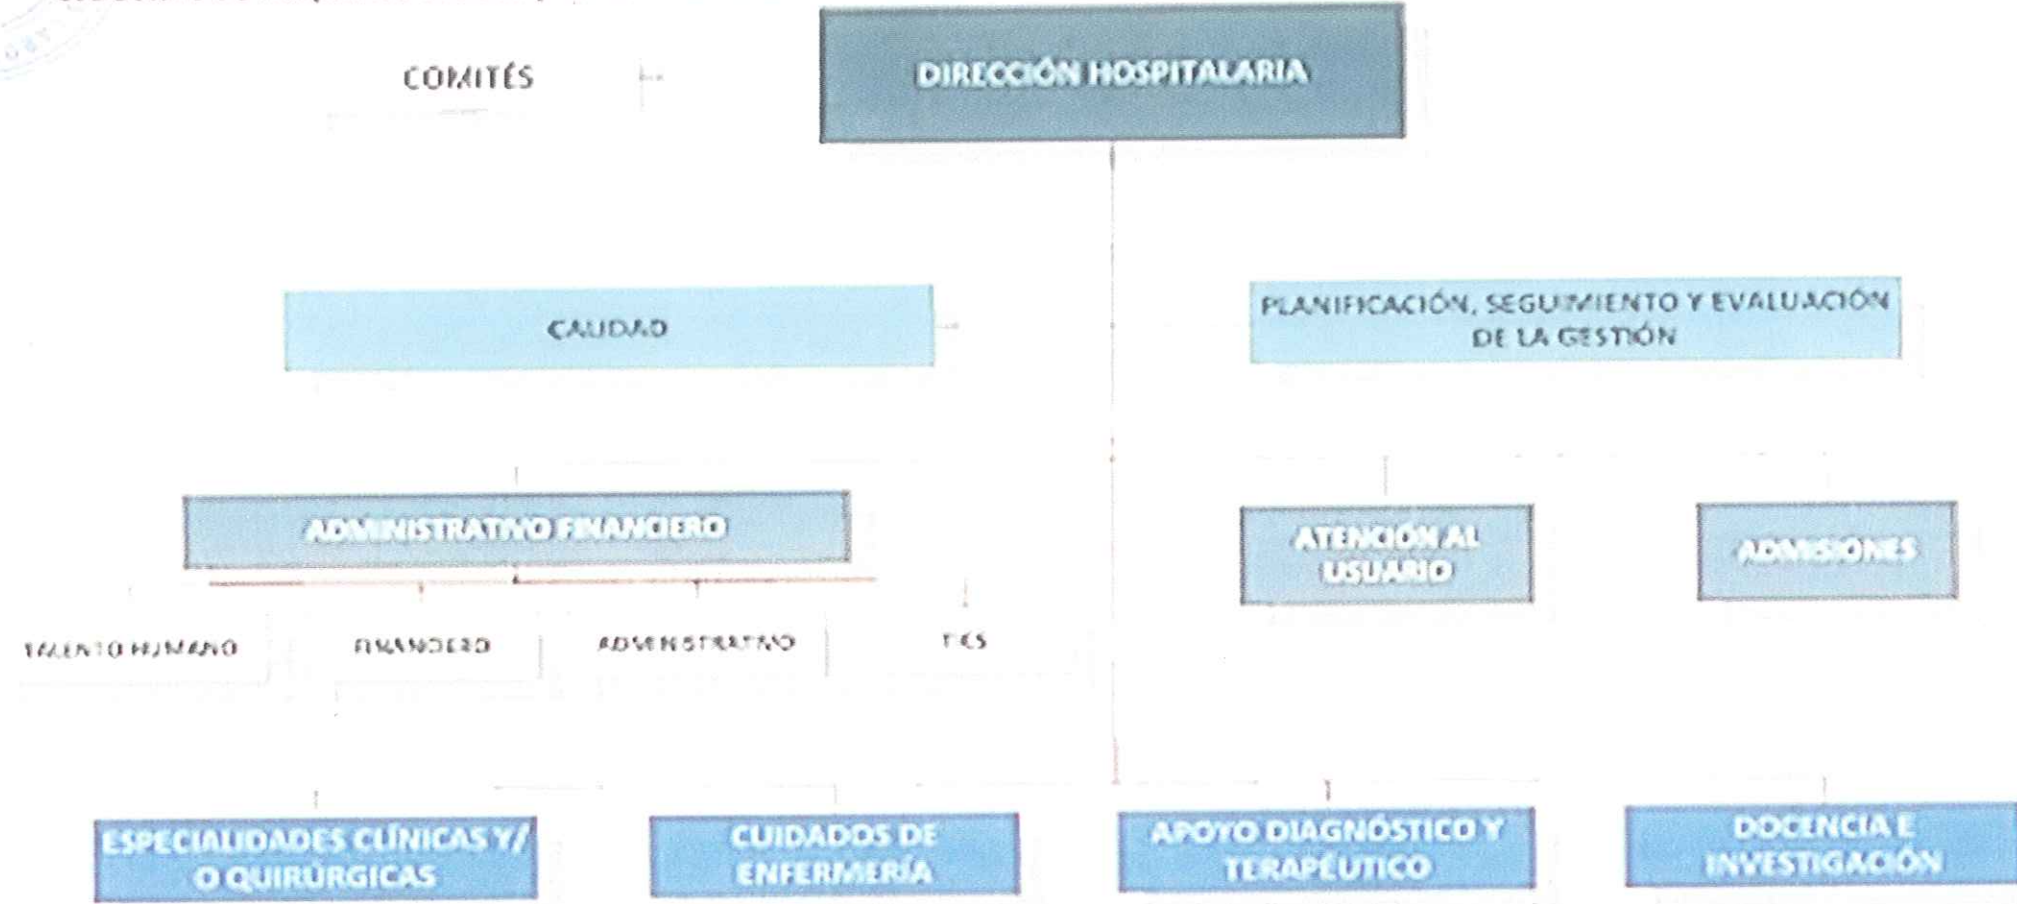 COMITÉS
DIRECCIÓN HOSPITALARIA
CALIDAD
PLANIFICACIÓN, SEGUIMIENTO Y EVALUACIÓN
DE LA GESTIÓN
ADMINISTRATIVO FINANCIERO
ATENCIÓN AL
USUARIO
ADMISIONES
TALENTO HUMANO
FINANCIERO
ADMINISTRATIVO
TICS
ESPECIALIDADES CLÍNICAS Y/
O QUIRÚRGICAS
CUIDADOS DE
ENFERMERÍA
APOYO DIAGNÓSTICO Y
TERAPÉUTICO
DOCENCIA E
INVESTIGACIÓN